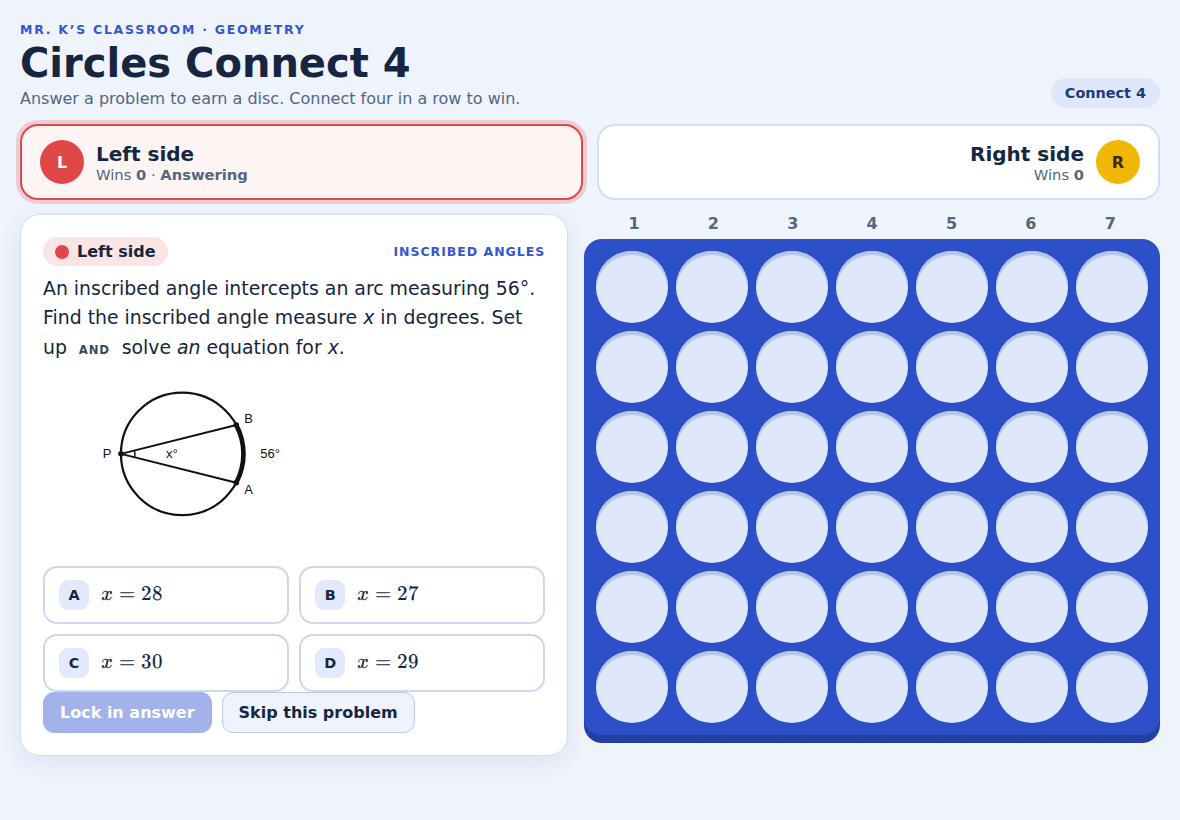 MR. K’S CLASSROOM · GEOMETRY
Circles Connect 4
Answer a problem to earn a disc. Connect four in a row to win.
Connect 4
L
Left side
Wins 0 · Answering
Right side
Wins 0
R
Left side
INSCRIBED ANGLES
An inscribed angle intercepts an arc measuring 56°.
Find the inscribed angle measure x in degrees. Set
up AND solve an equation for x.
B
P
x°
56°
A
A x = 28
B x = 27
C x = 30
D x = 29
Lock in answer
Skip this problem
1 2 3 4 5 6 7